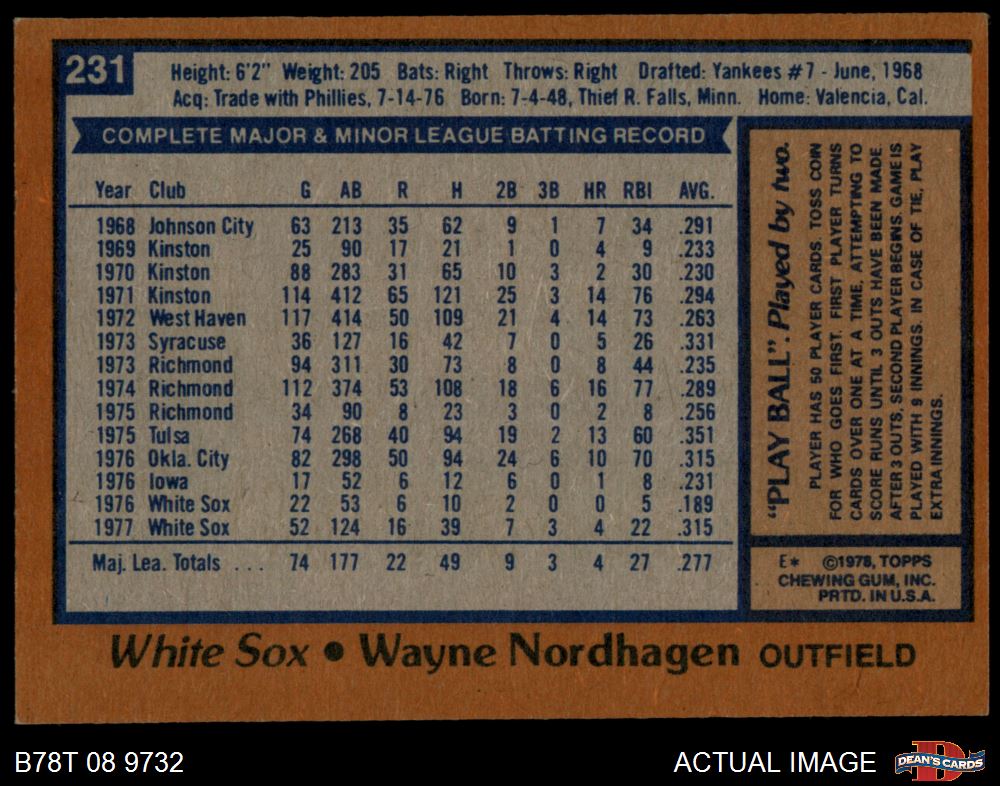 231
Height: 6'2" Weight: 205 Bats: Right Throws: Right Drafted: Yankees #7 - June, 1968
Acq: Trade with Phillies, 7-14-76 Born: 7-4-48, Thief R. Falls, Minn. Home: Valencia, Cal.
COMPLETE MAJOR & MINOR LEAGUE BATTING RECORD
Year Club G AB R H 2B 3B HR RBI AVG.
1968 Johnson City 63 213 35 62 9 1 7 34 .291
1969 Kinston 25 90 17 21 1 0 4 9 .233
1970 Kinston 88 283 31 65 10 3 2 30 .230
1971 Kinston 114 412 65 121 25 3 14 76 .294
1972 West Haven 117 414 50 109 21 4 14 73 .263
1973 Syracuse 36 127 16 42 7 0 5 26 .331
1973 Richmond 94 311 30 73 8 0 8 44 .235
1974 Richmond 112 374 53 108 18 6 16 77 .289
1975 Richmond 34 90 8 23 3 0 2 8 .256
1975 Tulsa 74 268 40 94 19 2 13 60 .351
1976 Okla. City 82 298 50 94 24 6 10 70 .315
1976 Iowa 17 52 6 12 6 0 1 8 .231
1976 White Sox 22 53 6 10 2 0 0 5 .189
1977 White Sox 52 124 16 39 7 3 4 22 .315
Maj. Lea. Totals ... 74 177 22 49 9 3 4 27 .277
"PLAY BALL". Played by two.
PLAYER HAS 50 PLAYER CARDS. TOSS COIN
FOR WHO GOES FIRST. FIRST PLAYER TURNS
CARDS OVER ONE AT A TIME, ATTEMPTING TO
SCORE RUNS UNTIL 3 OUTS HAVE BEEN MADE.
AFTER 3 OUTS, SECOND PLAYER BEGINS. GAME IS
PLAYED WITH 9 INNINGS. IN CASE OF TIE, PLAY
EXTRA INNINGS.
E* ©1978, TOPPS
CHEWING GUM, INC.
PRTD. IN U.S.A.
White Sox • Wayne Nordhagen OUTFIELD
B78T 08 9732
ACTUAL IMAGE
D
DEAN'S CARDS